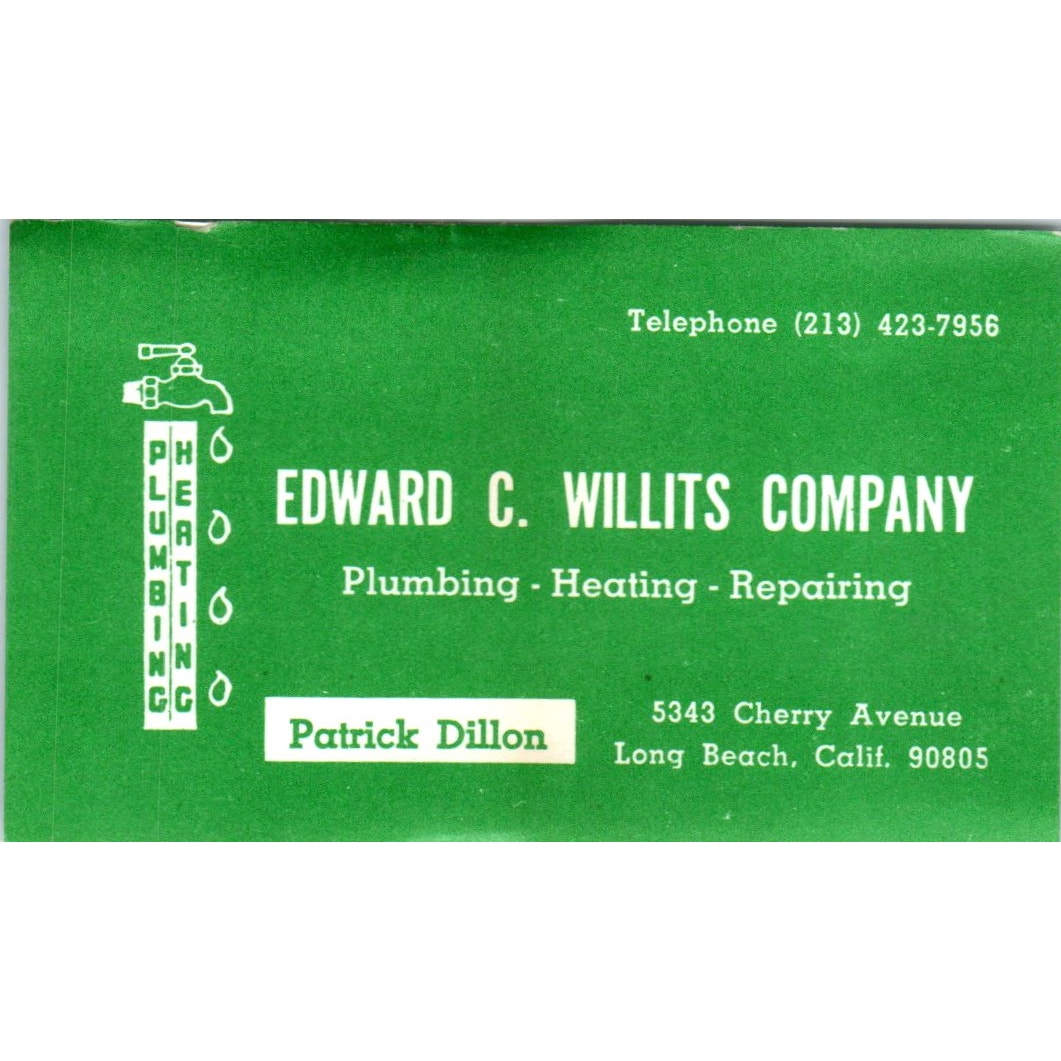 Telephone (213) 423-7956
PLUMBING
HEATING
EDWARD C. WILLITS COMPANY
Plumbing - Heating - Repairing
Patrick Dillon
5343 Cherry Avenue
Long Beach, Calif. 90805